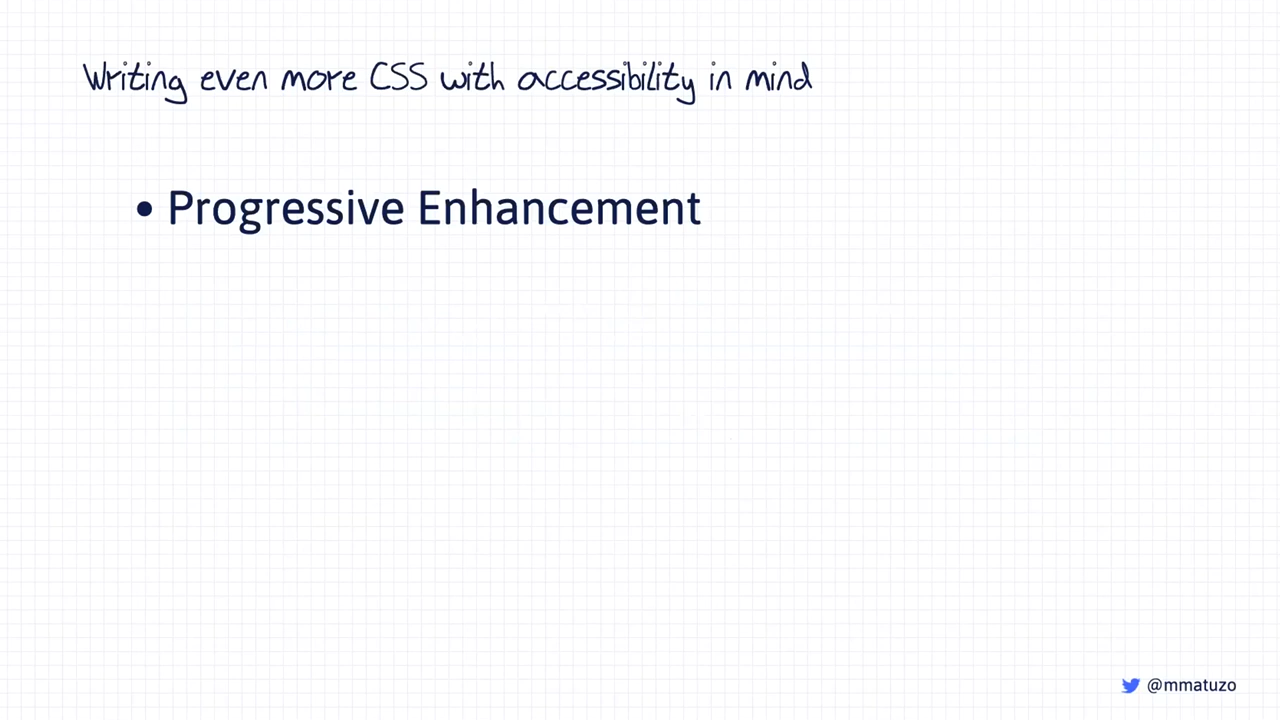 Writing even more CSS with accessibility in mind
• Progressive Enhancement
@mmatuzo